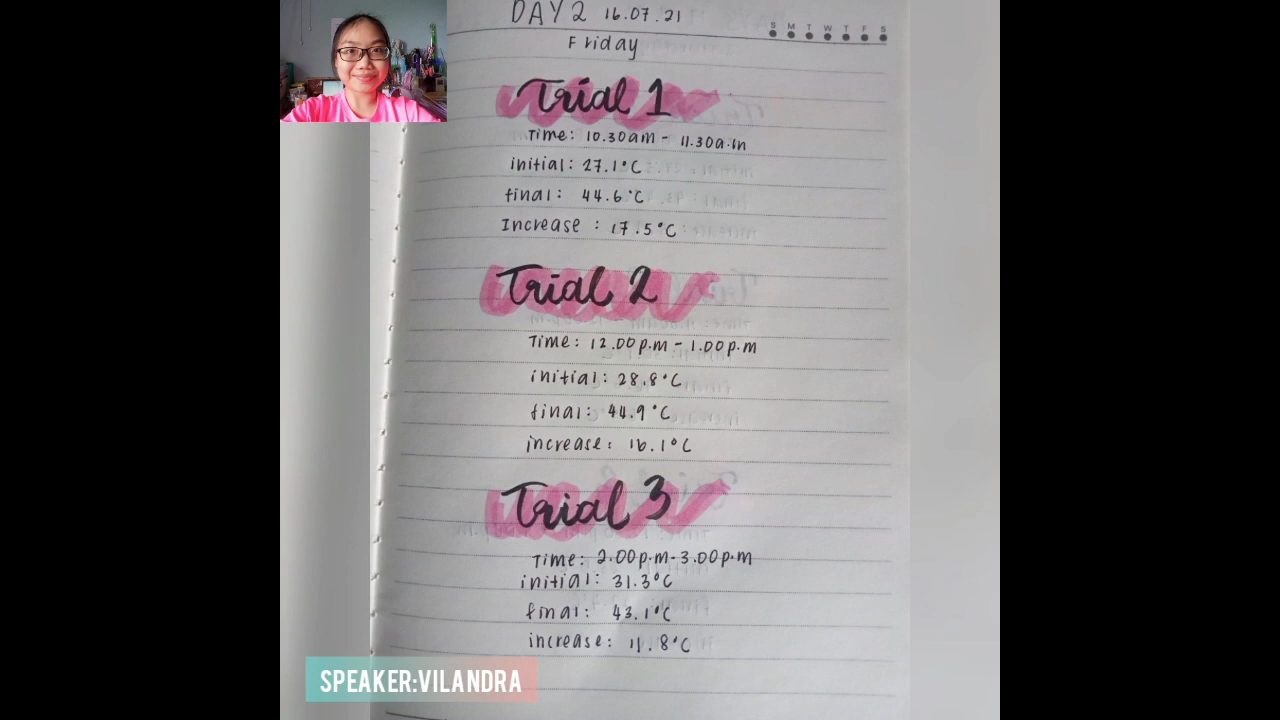 DAY 2 16.07.21
S M T W T F S
Friday
Trial 1
Time: 10.30am - 11.30a.m
initial: 27.1°C
final: 44.6°C
Increase : 17.5°C
Trial 2
Time: 12.00p.m - 1.00p.m
initial: 28.8°C
final: 44.9°C
increase: 16.1°C
Trial 3
Time: 2.00p.m-3.00p.m
initial: 31.3°C
final: 43.1°C
increase: 11.8°C
SPEAKER:VILANDRA